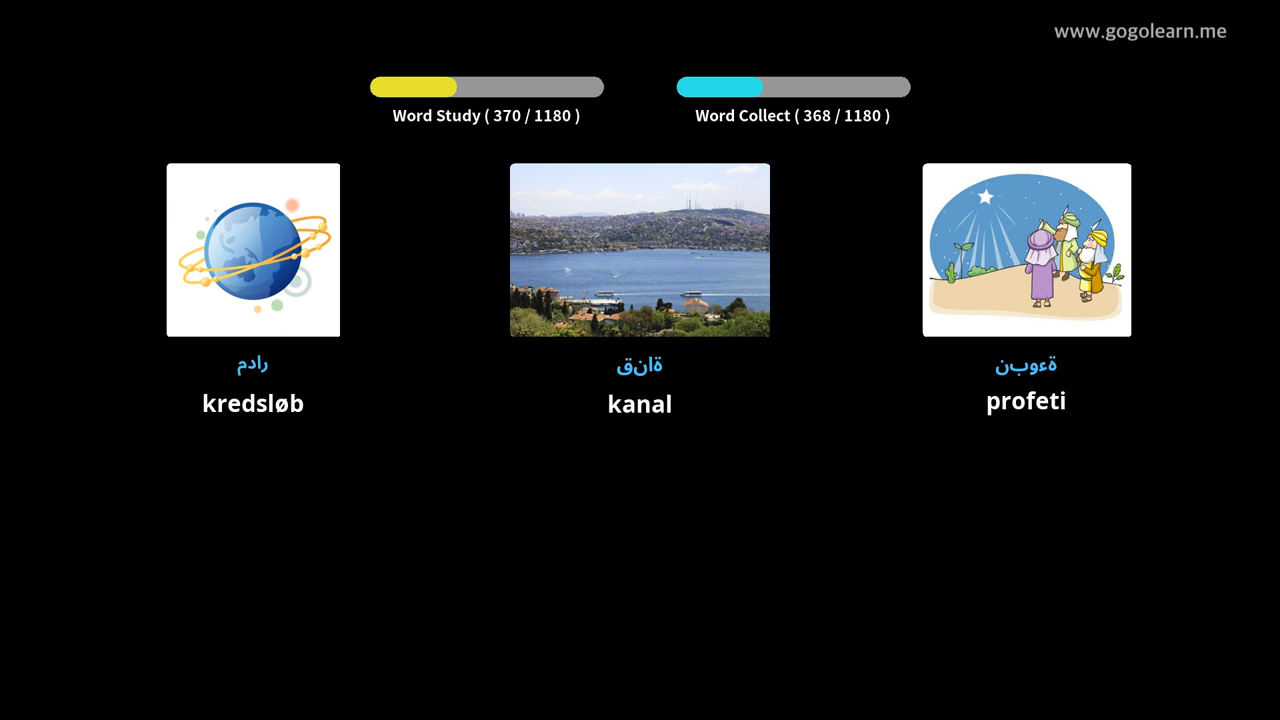 www.gogolearn.me
Word Study ( 370 / 1180 )
Word Collect ( 368 / 1180 )
رادم
ةانق
ةءوبن
kredsløb
kanal
profeti